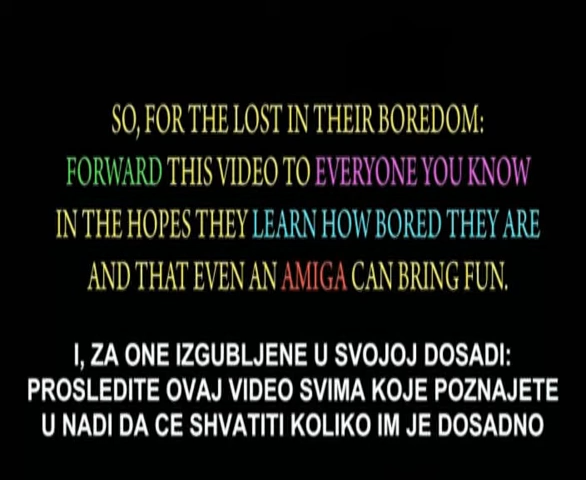 SO, FOR THE LOST IN THEIR BOREDOM:
FORWARD THIS VIDEO TO EVERYONE YOU KNOW
IN THE HOPES THEY LEARN HOW BORED THEY ARE
AND THAT EVEN AN AMIGA CAN BRING FUN.
I, ZA ONE IZGUBLJENE U SVOJOJ DOSADI:
PROSLEDITE OVAJ VIDEO SVIMA KOJE POZNAJETE
U NADI DA CE SHVATITI KOLIKO IM JE DOSADNO